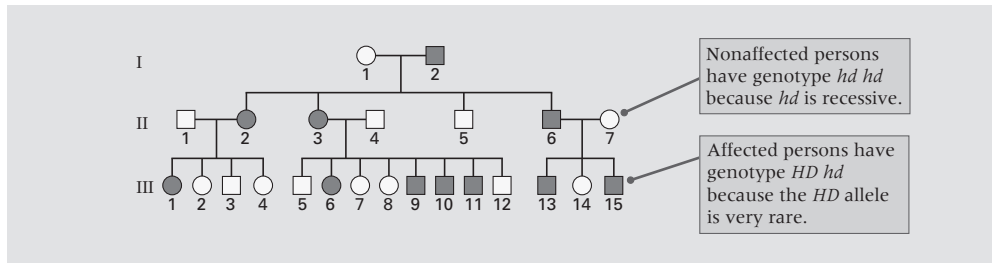 I
1 2
Nonaffected persons
have genotype hd hd
because hd is recessive.
II
1 2 3 4 5 6 7
Affected persons have
genotype HD hd
because the HD allele
is very rare.
III
1 2 3 4 5 6 7 8 9 10 11 12 13 14 15